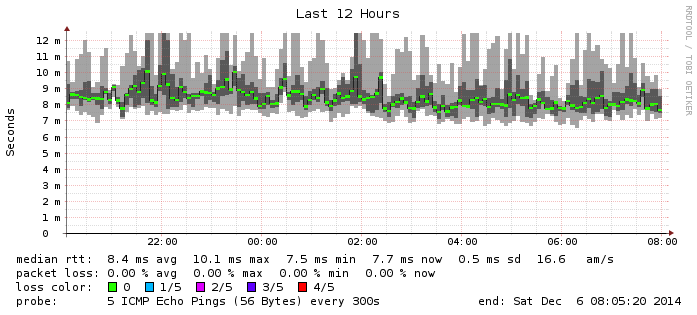 Last 12 Hours
RRDTOOL / TOBI OETIKER
Seconds
12 m
11 m
10 m
9 m
8 m
7 m
6 m
5 m
4 m
3 m
2 m
1 m
0
22:00 00:00 02:00 04:00 06:00 08:00
median rtt: 8.4 ms avg 10.1 ms max 7.5 ms min 7.7 ms now 0.5 ms sd 16.6 am/s
packet loss: 0.00 % avg 0.00 % max 0.00 % min 0.00 % now
loss color: 0 1/5 2/5 3/5 4/5
probe: 5 ICMP Echo Pings (56 Bytes) every 300s end: Sat Dec 6 08:05:20 2014